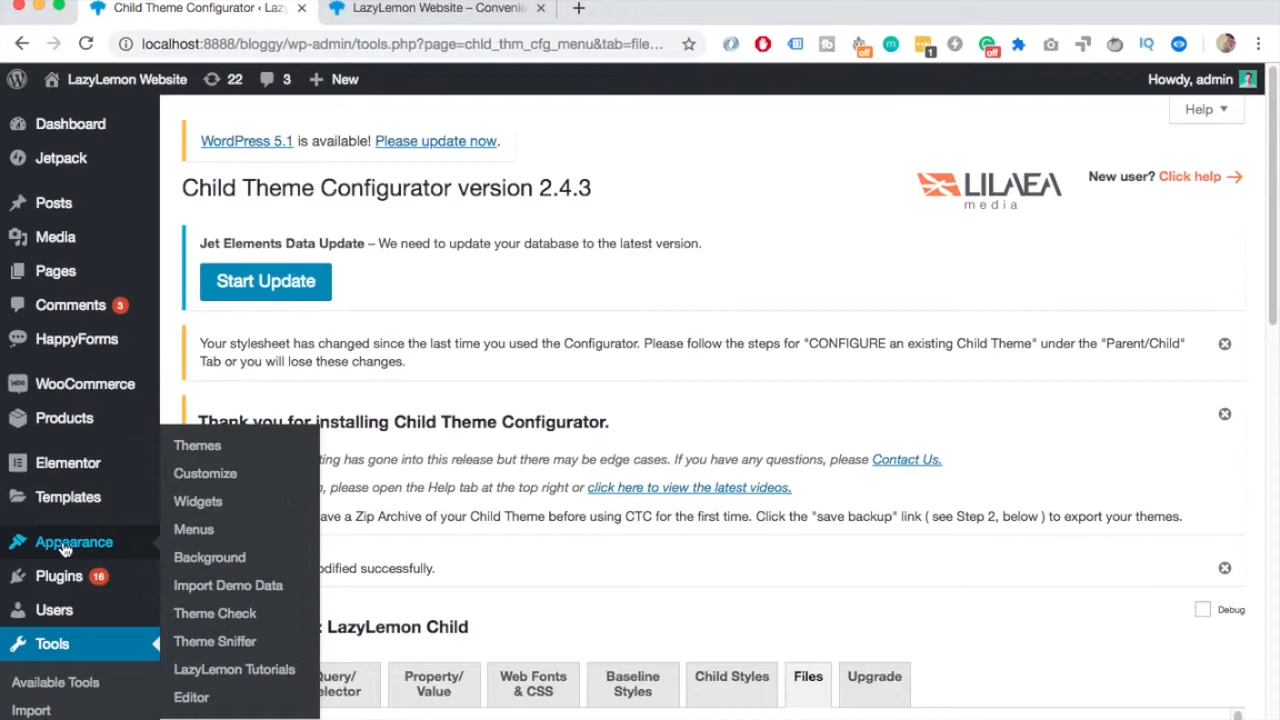 Child Theme Configurator ‹ Lazy
LazyLemon Website – Convenie
localhost:8888/bloggy/wp-admin/tools.php?page=chld_thm_cfg_menu&tab=file...
off
1
off
IQ
LazyLemon Website
22
3
New
Howdy, admin
Help
Dashboard
Jetpack
Posts
Media
Pages
Comments 3
HappyForms
WooCommerce
Products
Elementor
Templates
Appearance
Plugins 16
Users
Tools
Available Tools
Import
Themes
Customize
Widgets
Menus
Background
Import Demo Data
Theme Check
Theme Sniffer
LazyLemon Tutorials
Editor
WordPress 5.1 is available! Please update now.
Child Theme Configurator version 2.4.3
LILAEA
media
New user? Click help
Jet Elements Data Update – We need to update your database to the latest version.
Start Update
Your stylesheet has changed since the last time you used the Configurator. Please follow the steps for "CONFIGURE an existing Child Theme" under the "Parent/Child"
Tab or you will lose these changes.
Thank you for installing Child Theme Configurator.
ting has gone into this release but there may be edge cases. If you have any questions, please Contact Us.
, please open the Help tab at the top right or click here to view the latest videos.
ave a Zip Archive of your Child Theme before using CTC for the first time. Click the "save backup" link ( see Step 2, below ) to export your themes.
odified successfully.
Debug
: LazyLemon Child
Query/
elector
Property/
Value
Web Fonts
& CSS
Baseline
Styles
Child Styles
Files
Upgrade